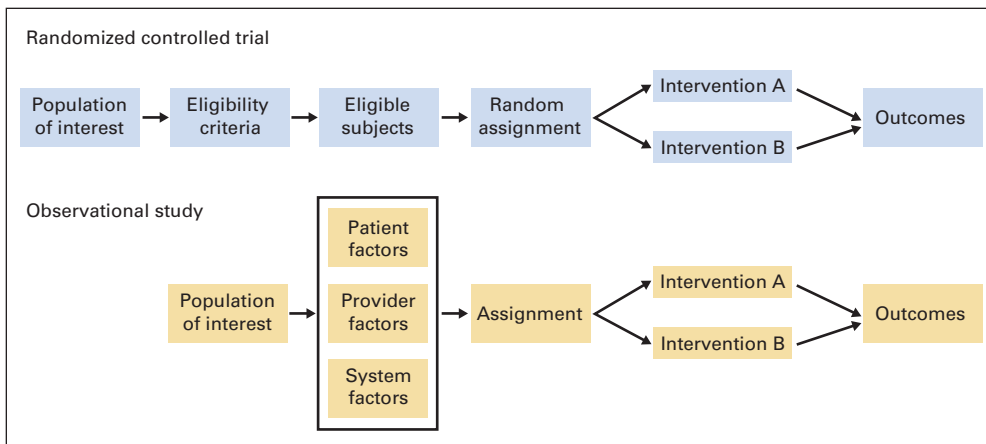 Randomized controlled trial
Population
of interest
Eligibility
criteria
Eligible
subjects
Random
assignment
Intervention A
Intervention B
Outcomes
Observational study
Population
of interest
Patient
factors
Provider
factors
System
factors
Assignment
Intervention A
Intervention B
Outcomes